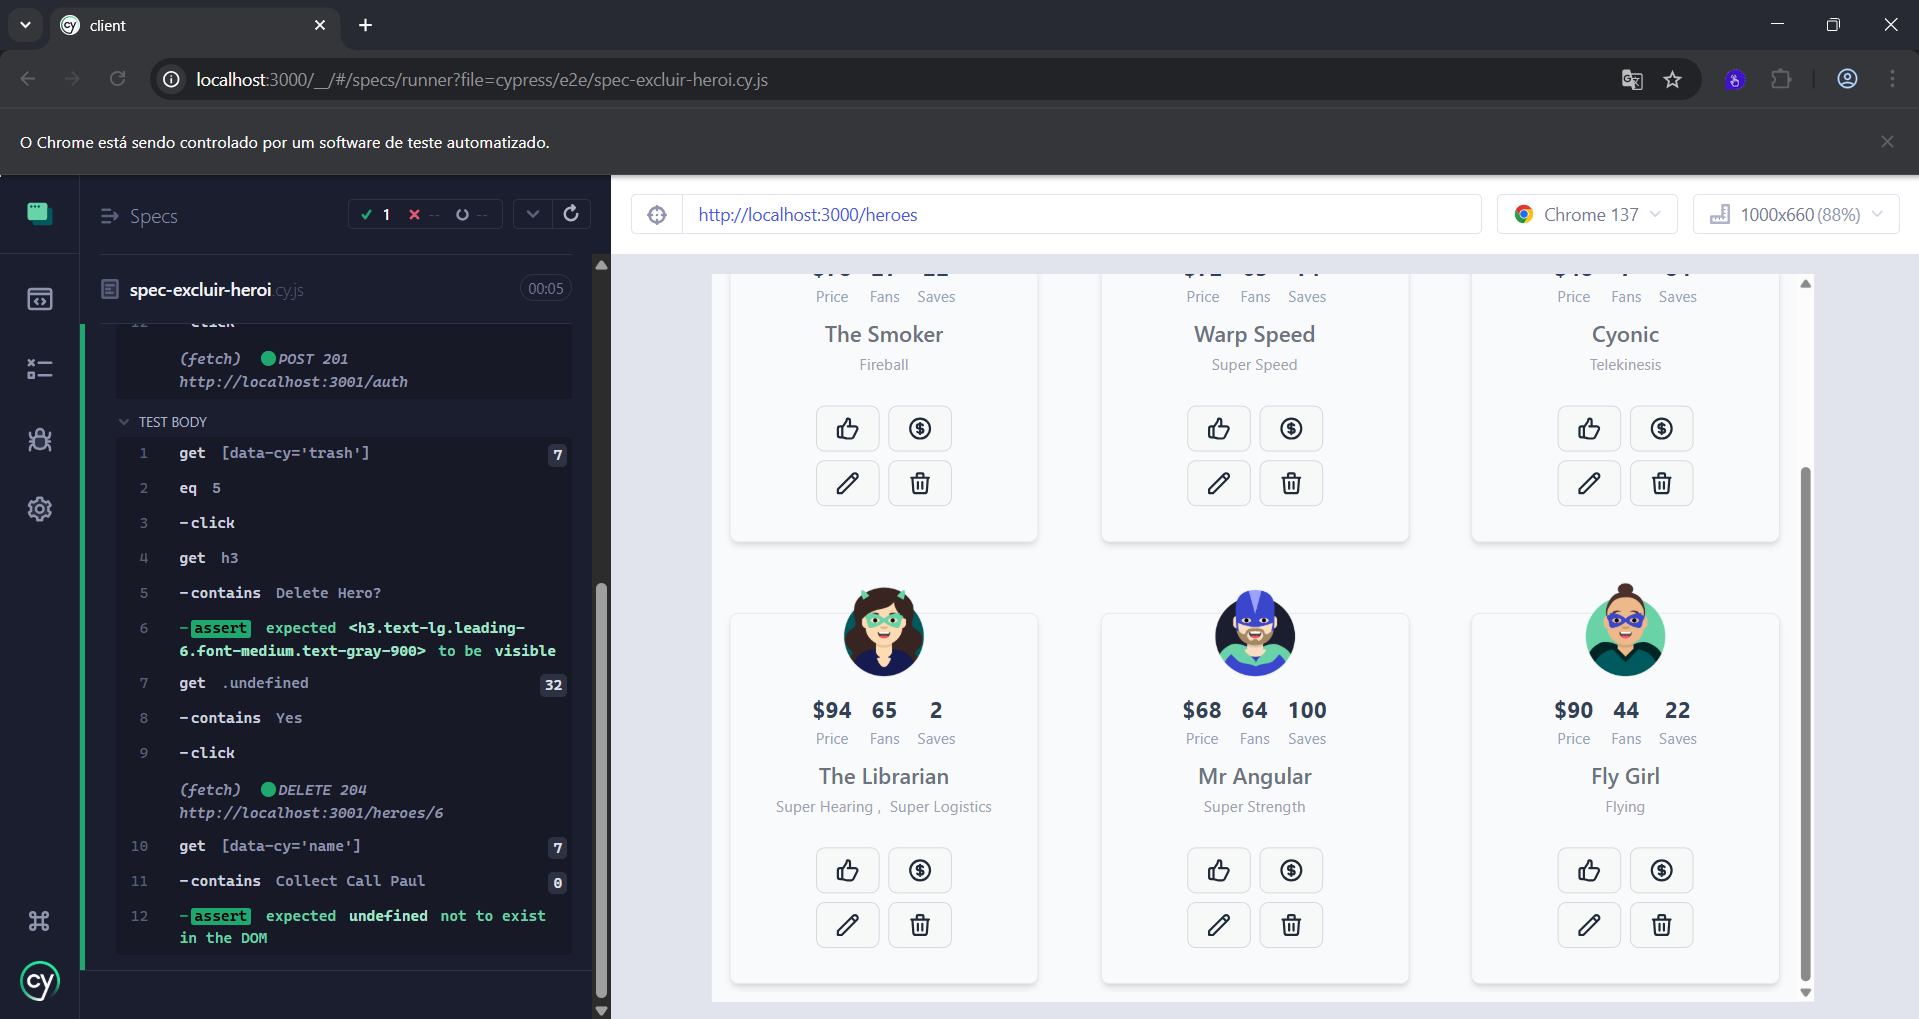 client
localhost:3000/__/#/specs/runner?file=cypress/e2e/spec-excluir-heroi.cy.js
O Chrome está sendo controlado por um software de teste automatizado.
Specs
1 -- --
http://localhost:3000/heroes
Chrome 137
1000x660 (88%)
spec-excluir-heroi.cy.js
00:05
12 -click
(fetch) POST 201
http://localhost:3001/auth
TEST BODY
1 get [data-cy='trash'] 7
2 eq 5
3 -click
4 get h3
5 -contains Delete Hero?
6 -assert expected <h3.text-lg.leading-
6.font-medium.text-gray-900> to be visible
7 get .undefined 32
8 -contains Yes
9 -click
(fetch) DELETE 204
http://localhost:3001/heroes/6
10 get [data-cy='name'] 7
11 -contains Collect Call Paul 0
12 -assert expected undefined not to exist
in the DOM
cy
Price Fans Saves
The Smoker
Fireball
Price Fans Saves
Warp Speed
Super Speed
Price Fans Saves
Cyonic
Telekinesis
$94 65 2
Price Fans Saves
The Librarian
Super Hearing , Super Logistics
$68 64 100
Price Fans Saves
Mr Angular
Super Strength
$90 44 22
Price Fans Saves
Fly Girl
Flying